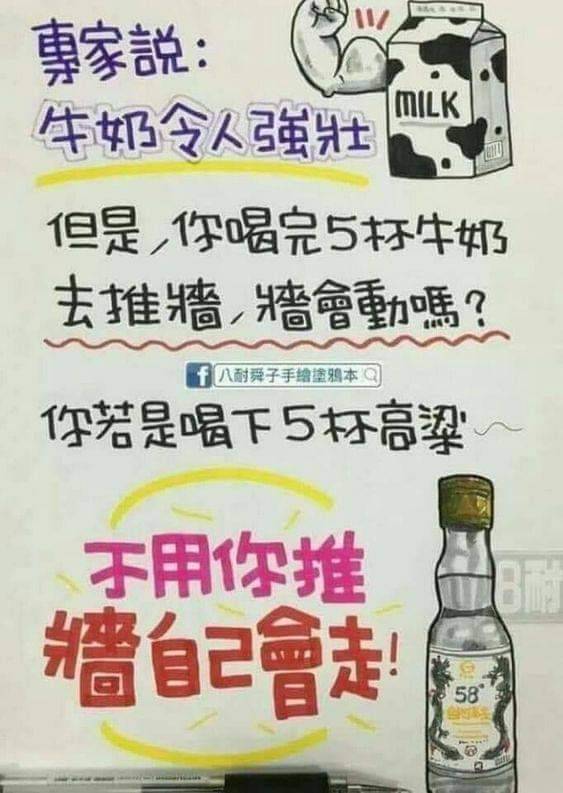 專家說:
牛奶令人強壯
MILK
但是,你喝完5杯牛奶
去推牆,牆會動嗎?
f 八耐舜子手繪塗鴉本
你若是喝下5杯高粱~
不用你推
牆自己會走!
8耐
58°